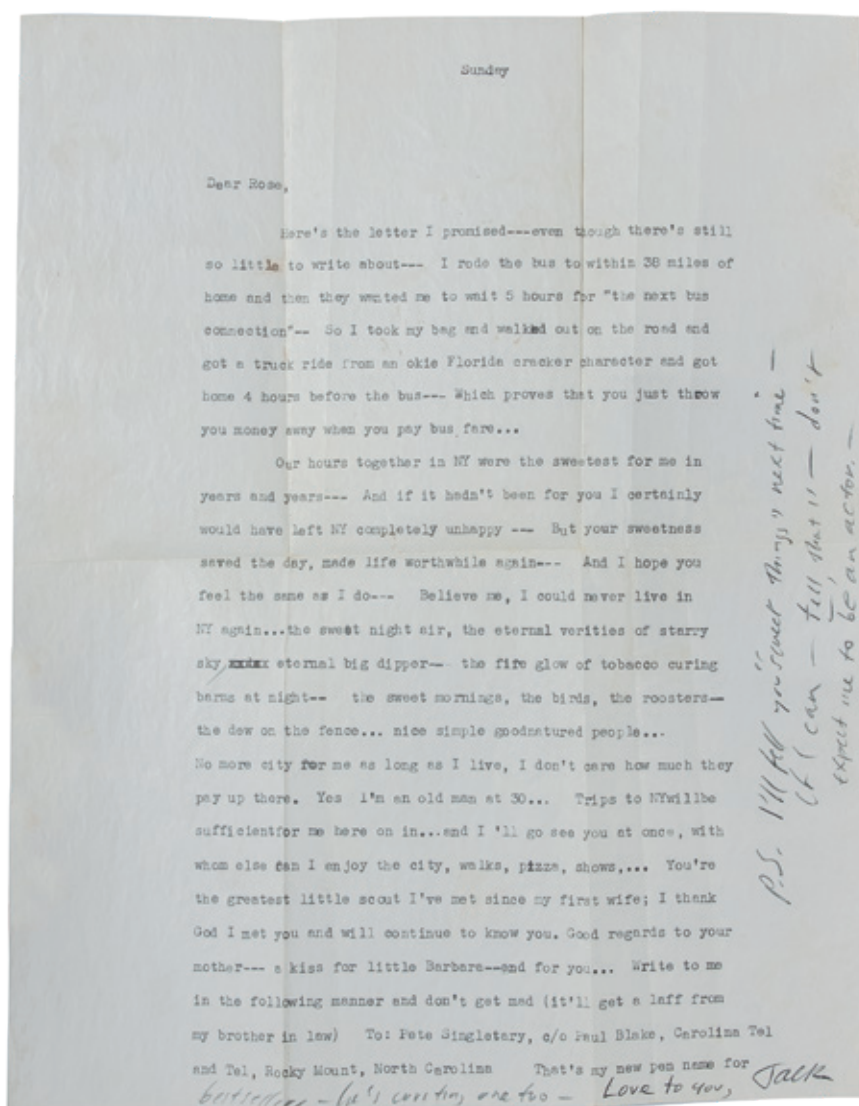 Sunday
Dear Rose,
Here's the letter I promised---even though there's still
so little to write about--- I rode the bus to within 38 miles of
home and then they wanted me to wait 5 hours for "the next bus
connection"-- So I took my bag and walked out on the road and
got a truck ride from an okie Florida cracker character and got
home 4 hours before the bus--- Which proves that you just throw
you money away when you pay bus fare...
Our hours together in NY were the sweetest for me in
years and years--- And if it hadn't been for you I certainly
would have left NY completely unhappy --- But your sweetness
saved the day, made life worthwhile again--- And I hope you
feel the same as I do--- Believe me, I could never live in
NY again...the sweet night air, the eternal verities of starry
sky, eternal big dipper-- the fire glow of tobacco curing
barns at night-- the sweet mornings, the birds, the roosters--
the dew on the fence... nice simple goodnatured people...
No more city for me as long as I live, I don't care how much they
pay up there. Yes I'm an old man at 30... Trips to NYwillbe
sufficientfor me here on in...and I 'll go see you at once, with
whom else can I enjoy the city, walks, pizza, shows,... You're
the greatest little scout I've met since my first wife; I thank
God I met you and will continue to know you. Good regards to your
mother--- a kiss for little Barbara--and for you... Write to me
in the following manner and don't get mad (it'll get a laff from
my brother in law) To: Pete Singletary, c/o Paul Blake, Carolina Tel
and Tel, Rocky Mount, North Carolina That's my new pen name for
bestsellers - he's writing one too - Love to you, Jack
P.S. I'll tell you "sweet things" next time —
if I can — tell, that is — don't
expect me to be an actor. —